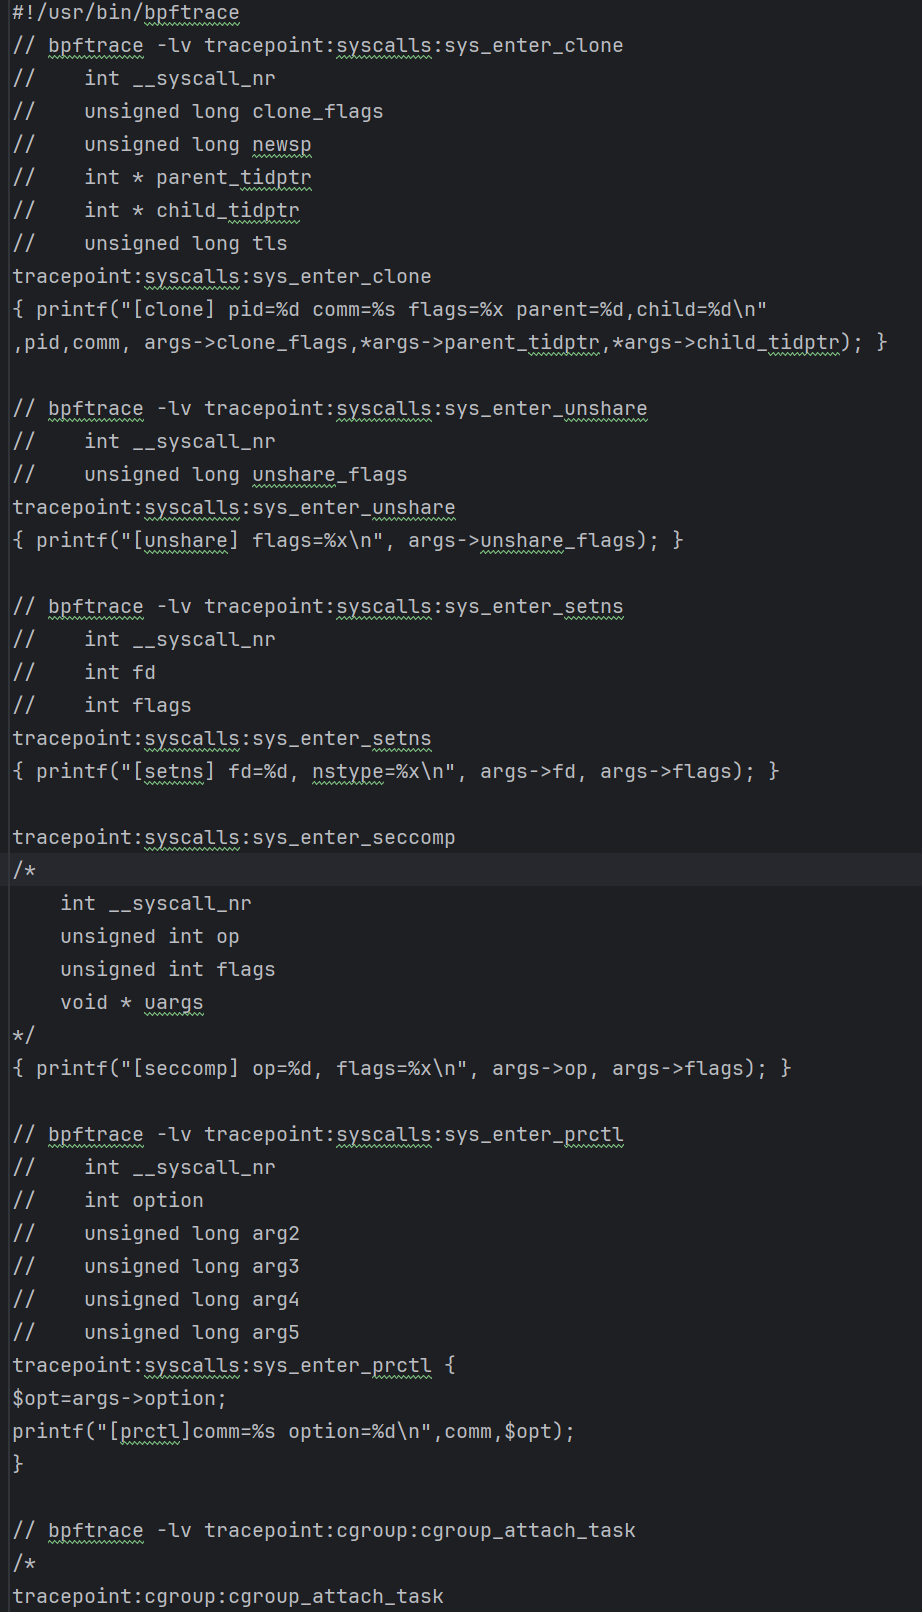 #!/usr/bin/bpftrace
// bpftrace -lv tracepoint:syscalls:sys_enter_clone
//    int __syscall_nr
//    unsigned long clone_flags
//    unsigned long newsp
//    int * parent_tidptr
//    int * child_tidptr
//    unsigned long tls
tracepoint:syscalls:sys_enter_clone
{ printf("[clone] pid=%d comm=%s flags=%x parent=%d,child=%d\n"
,pid,comm, args->clone_flags,*args->parent_tidptr,*args->child_tidptr); }

// bpftrace -lv tracepoint:syscalls:sys_enter_unshare
//    int __syscall_nr
//    unsigned long unshare_flags
tracepoint:syscalls:sys_enter_unshare
{ printf("[unshare] flags=%x\n", args->unshare_flags); }

// bpftrace -lv tracepoint:syscalls:sys_enter_setns
//    int __syscall_nr
//    int fd
//    int flags
tracepoint:syscalls:sys_enter_setns
{ printf("[setns] fd=%d, nstype=%x\n", args->fd, args->flags); }

tracepoint:syscalls:sys_enter_seccomp
/*
    int __syscall_nr
    unsigned int op
    unsigned int flags
    void * uargs
*/
{ printf("[seccomp] op=%d, flags=%x\n", args->op, args->flags); }

// bpftrace -lv tracepoint:syscalls:sys_enter_prctl
//    int __syscall_nr
//    int option
//    unsigned long arg2
//    unsigned long arg3
//    unsigned long arg4
//    unsigned long arg5
tracepoint:syscalls:sys_enter_prctl {
$opt=args->option;
printf("[prctl]comm=%s option=%d\n",comm,$opt);
}

// bpftrace -lv tracepoint:cgroup:cgroup_attach_task
/*
tracepoint:cgroup:cgroup_attach_task